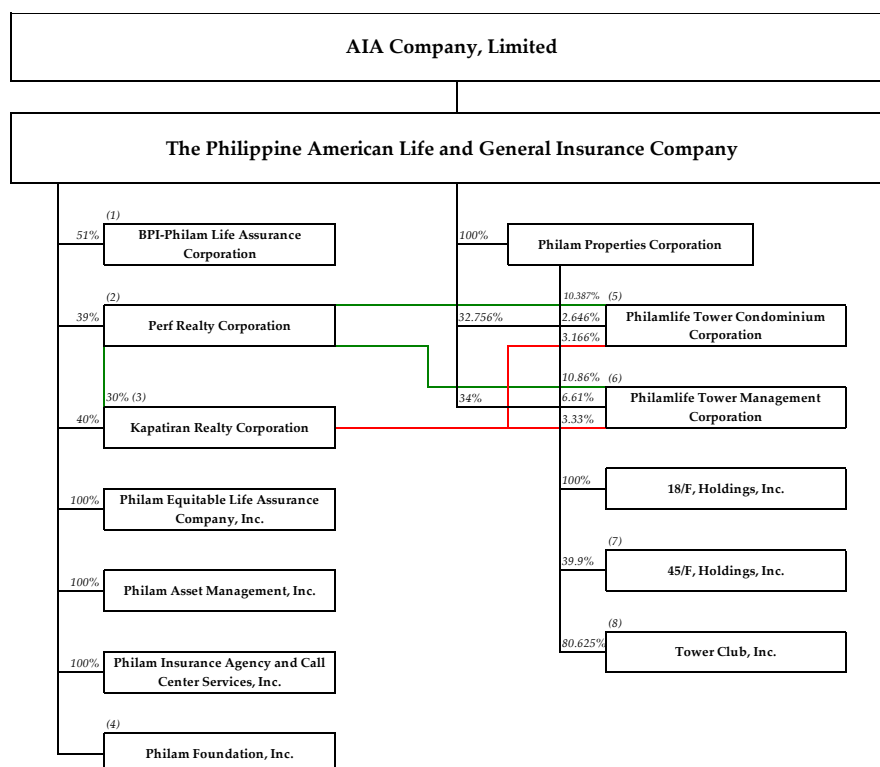 AIA Company, Limited
The Philippine American Life and General Insurance Company
(1)
51%
BPI-Philam Life Assurance
Corporation
100%
Philam Properties Corporation
(2)
39%
Perf Realty Corporation
10.387% (5)
32.756%
2.646%
3.166%
Philamlife Tower Condominium
Corporation
30% (3)
40%
Kapatiran Realty Corporation
10.86% (6)
34%
6.61%
3.33%
Philamlife Tower Management
Corporation
100%
Philam Equitable Life Assurance
Company, Inc.
100%
18/F, Holdings, Inc.
100%
Philam Asset Management, Inc.
(7)
39.9%
45/F, Holdings, Inc.
100%
Philam Insurance Agency and Call
Center Services, Inc.
(8)
80.625%
Tower Club, Inc.
(4)
Philam Foundation, Inc.